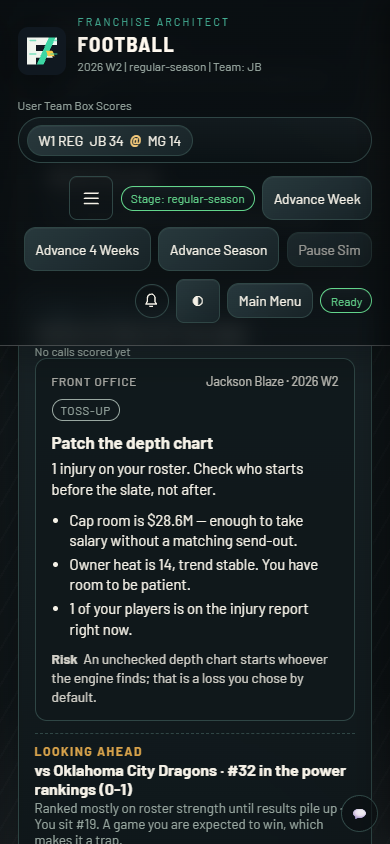 FRANCHISE ARCHITECT
FOOTBALL
2026 W2 | regular-season | Team: JB
User Team Box Scores
W1 REG JB 34 @ MG 14
Stage: regular-season
Advance Week
Advance 4 Weeks
Advance Season
Pause Sim
Main Menu
Ready
No calls scored yet
FRONT OFFICE
Jackson Blaze · 2026 W2
TOSS-UP
Patch the depth chart
1 injury on your roster. Check who starts
before the slate, not after.
• Cap room is $28.6M — enough to take
salary without a matching send-out.
• Owner heat is 14, trend stable. You have
room to be patient.
• 1 of your players is on the injury report
right now.
Risk An unchecked depth chart starts whoever
the engine finds; that is a loss you chose by
default.
LOOKING AHEAD
vs Oklahoma City Dragons · #32 in the power
rankings (0-1)
Ranked mostly on roster strength until results pile up ·
You sit #19. A game you are expected to win, which
makes it a trap.